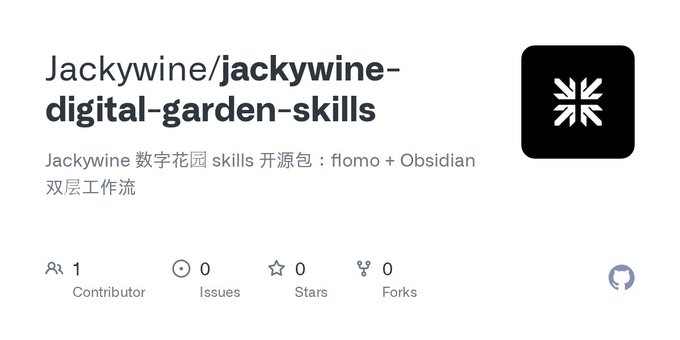 Jackywine/jackywine-
digital-garden-skills
Jackywine 数字花园 skills 开源包：flomo + Obsidian
双层工作流
1
Contributor
0
Issues
0
Stars
0
Forks